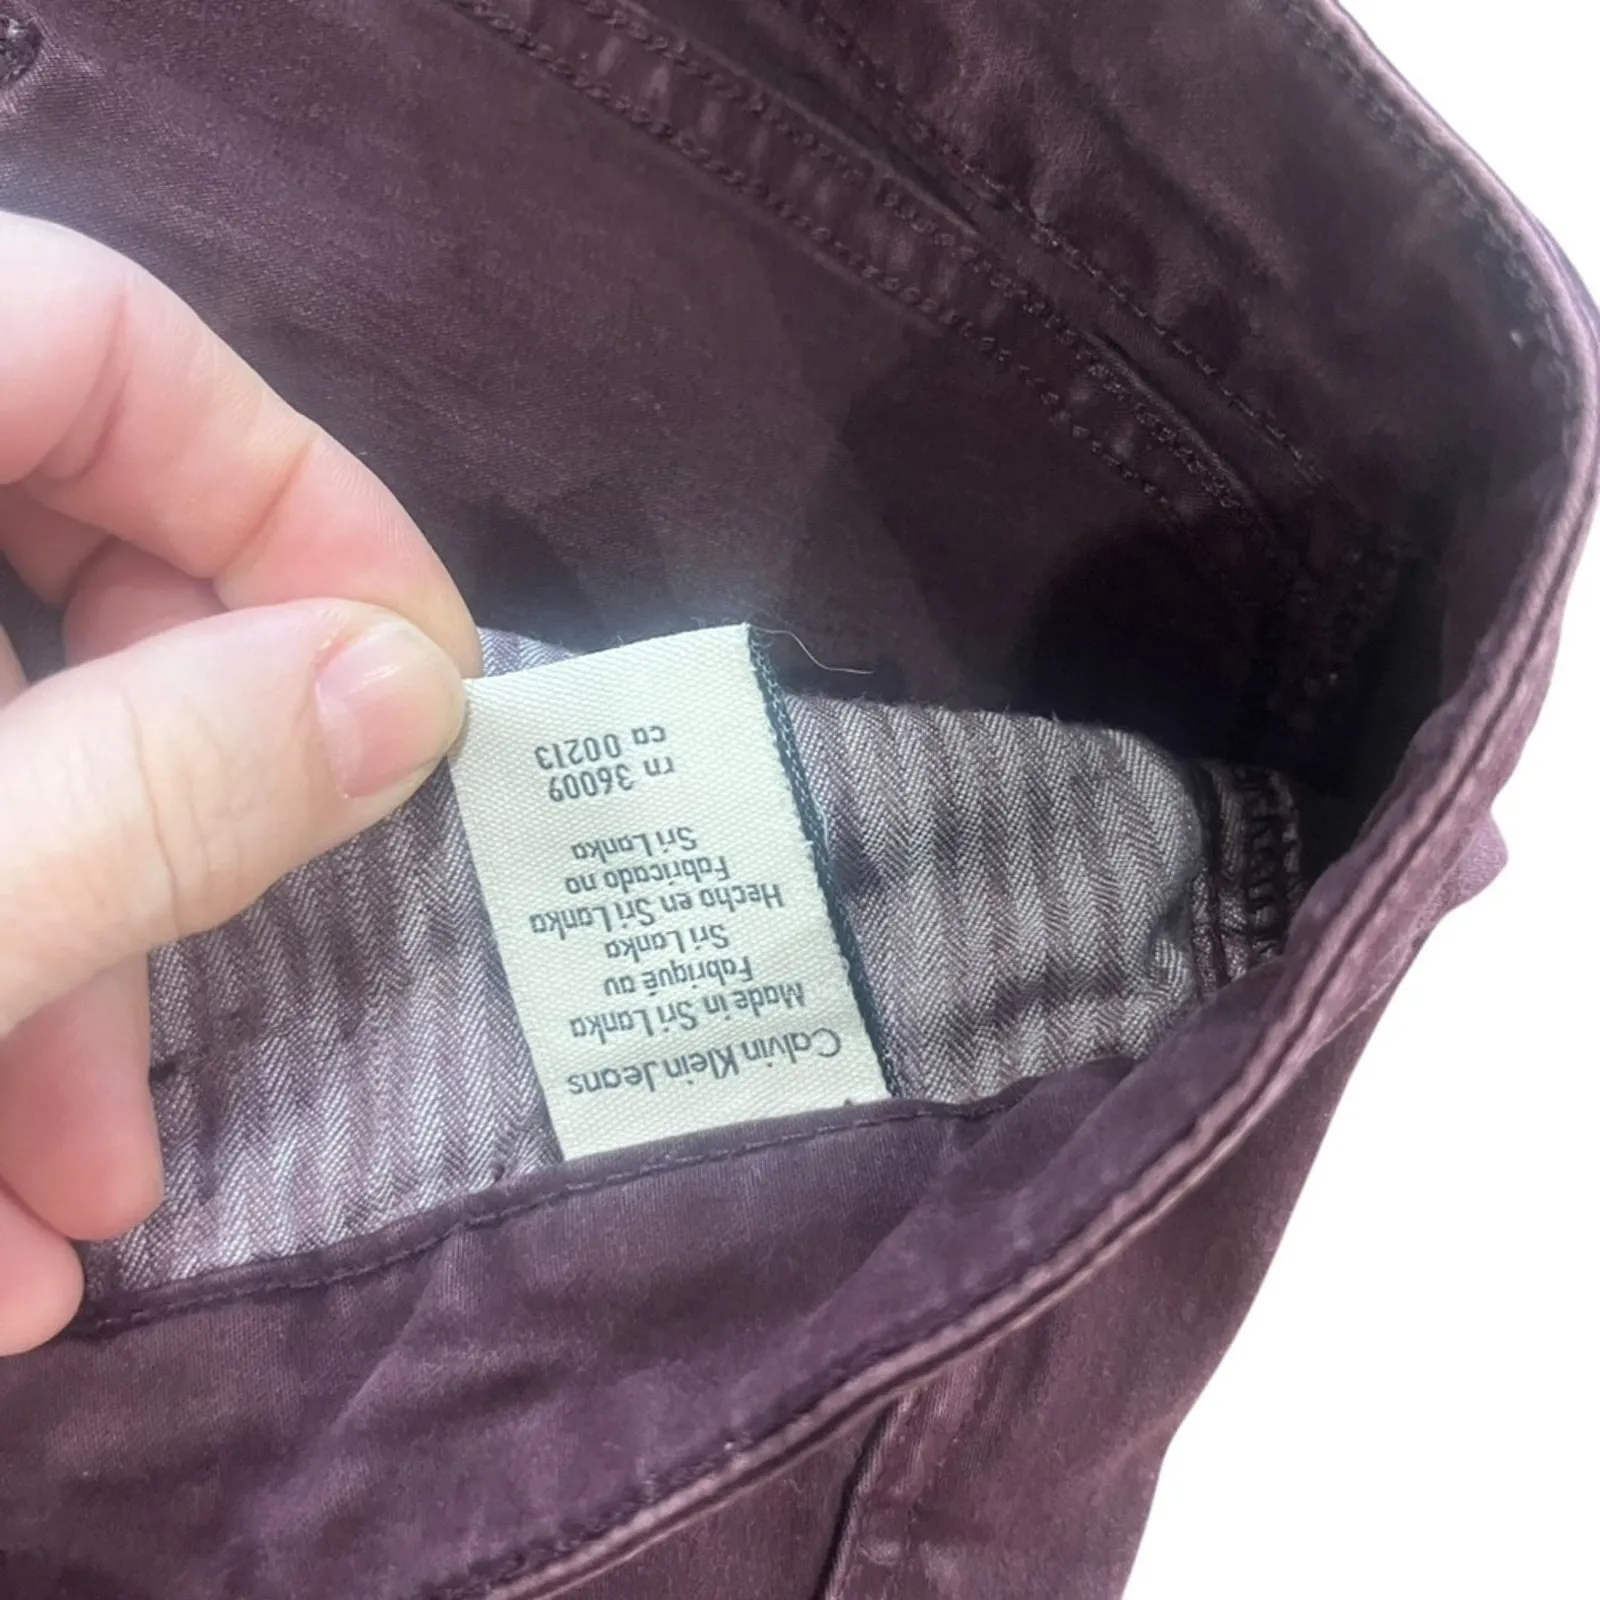 Calvin Klein Jeans
Made in Sri Lanka
Fabriqué au
Sri Lanka
Hecho en Sri Lanka
Fabricado no
Sri Lanka
rn 36009
ca 00213